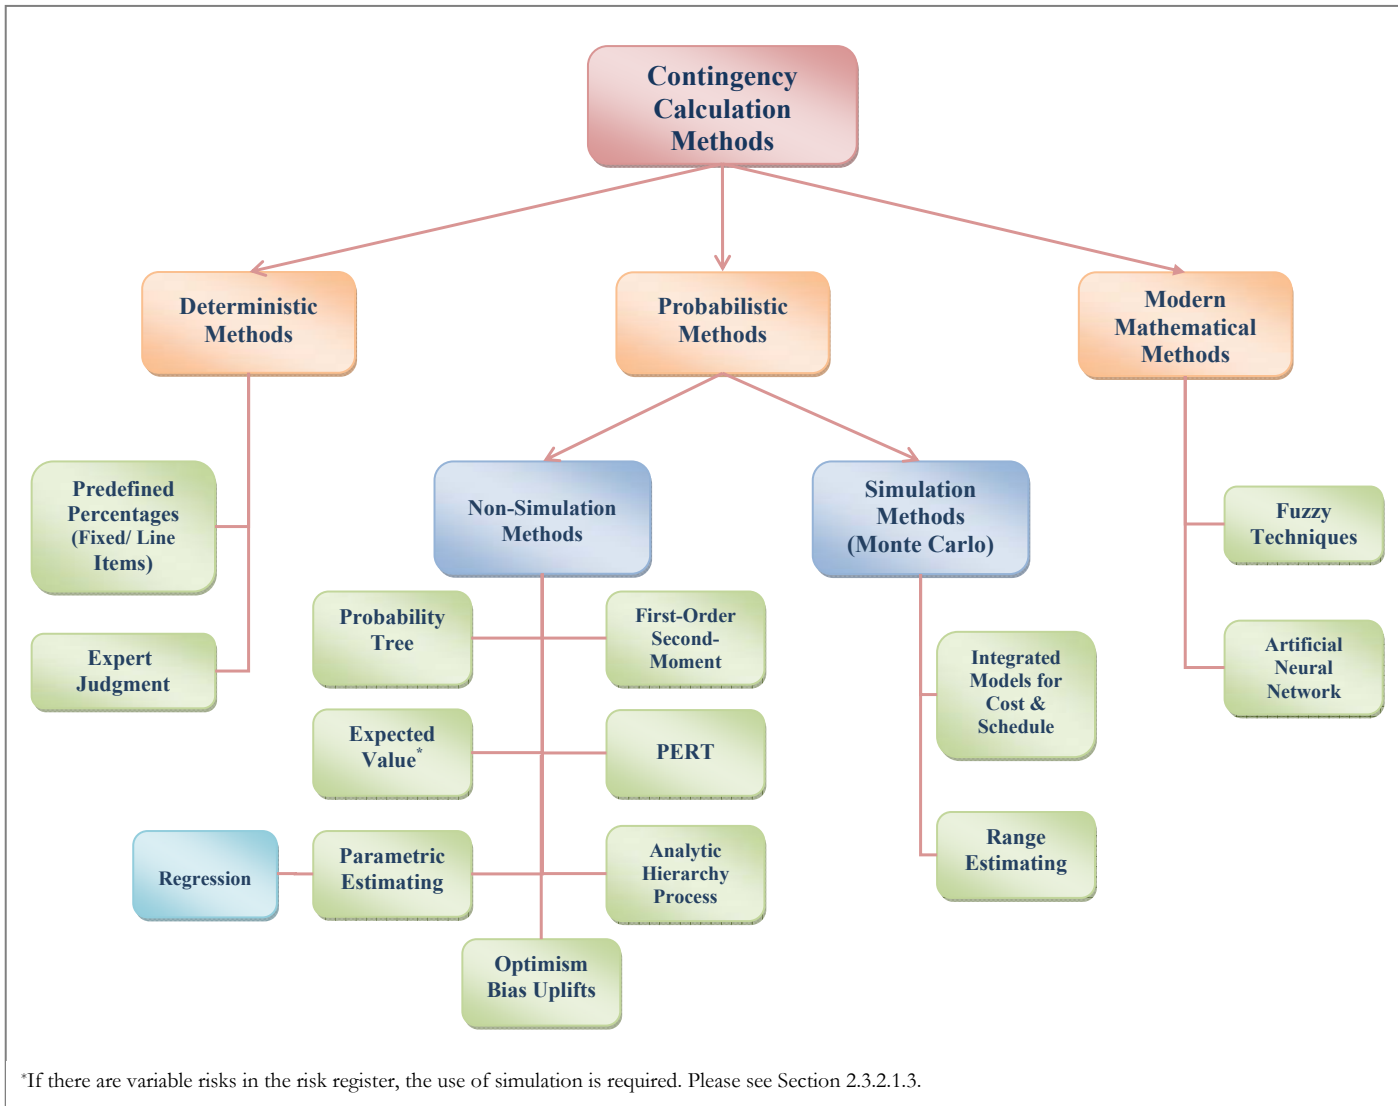 Contingency
Calculation
Methods
Deterministic
Methods
Probabilistic
Methods
Modern
Mathematical
Methods
Predefined
Percentages
(Fixed/ Line
Items)
Expert
Judgment
Non-Simulation
Methods
Simulation
Methods
(Monte Carlo)
Probability
Tree
First-Order
Second-
Moment
Expected
Value*
PERT
Regression
Parametric
Estimating
Analytic
Hierarchy
Process
Optimism
Bias Uplifts
Integrated
Models for
Cost &
Schedule
Range
Estimating
Fuzzy
Techniques
Artificial
Neural
Network
*If there are variable risks in the risk register, the use of simulation is required. Please see Section 2.3.2.1.3.